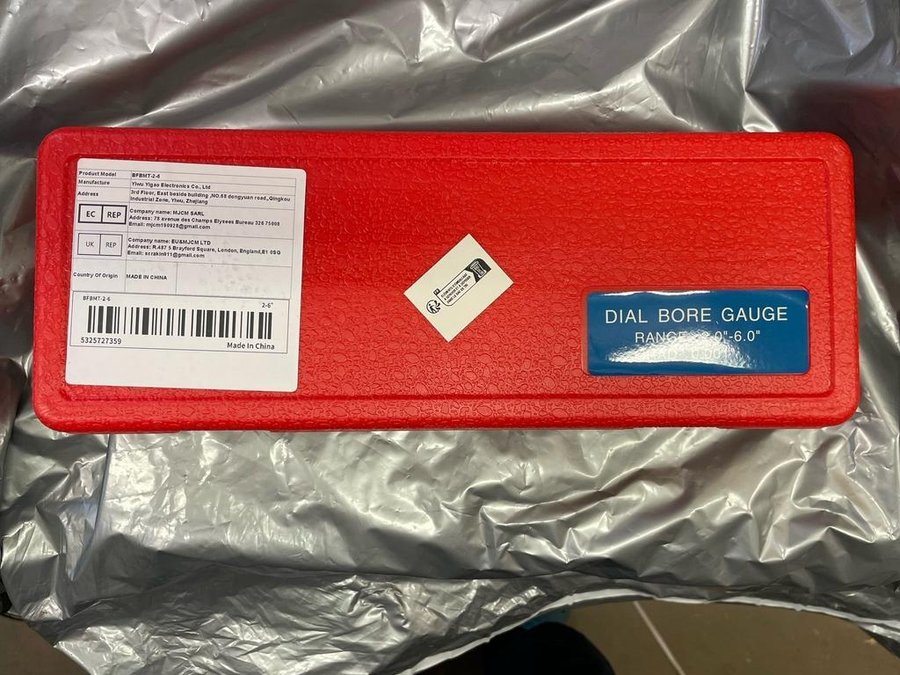 Product Model BFBMT-2-6
Manufacture Yiwu Yigao Electronics Co., Ltd
Address 3rd Floor, East beside building ,NO.88 dongyuan road,,Qingkou
Industrial Zone, Yiwu, Zhejiang
EC REP
Company name: MJCM SARL
Address: 78 avenue des Champs Elysees Bureau 326 75008
Email: mjcm190928@gmail.com
UK REP
Company name: EU&MJCM LTD
Address: R.487 5 Brayford Square, London, England,E1 0SG
Country Of Origin MADE IN CHINA
BFBMT-2-6
2-6"
5325727359
Made In China
DIAL BORE GAUGE
-6.0"